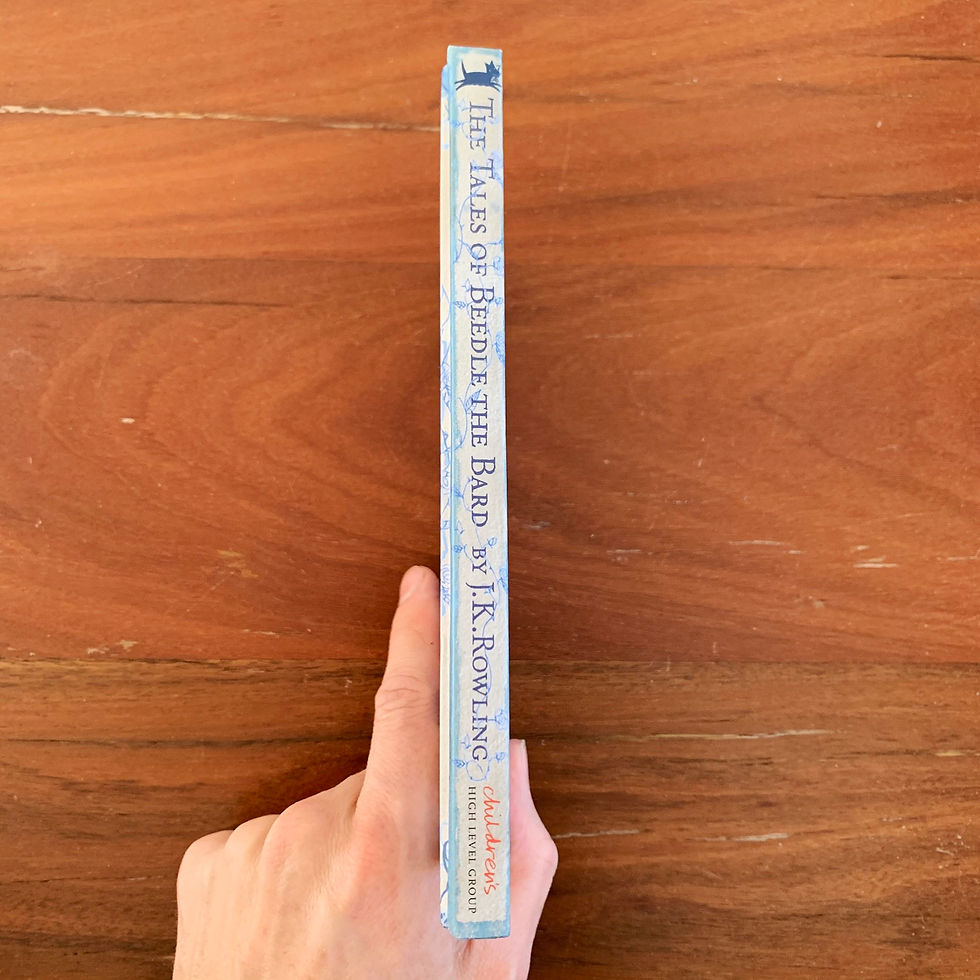 THE TALES OF BEEDLE THE BARD BY J.K. ROWLING
children's
HIGH LEVEL GROUP